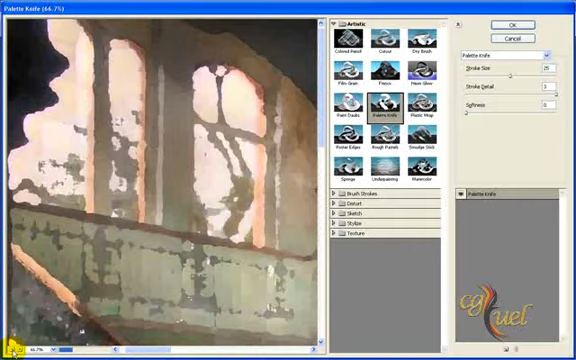 Palette Knife (66.7%)
Artistic
Colored Pencil
Cutout
Dry Brush
Film Grain
Fresco
Neon Glow
Paint Daubs
Palette Knife
Plastic Wrap
Poster Edges
Rough Pastels
Smudge Stick
Sponge
Underpainting
Watercolor
Brush Strokes
Distort
Sketch
Stylize
Texture
OK
Cancel
Palette Knife
Stroke Size
25
Stroke Detail
3
Softness
0
Palette Knife
66.7%